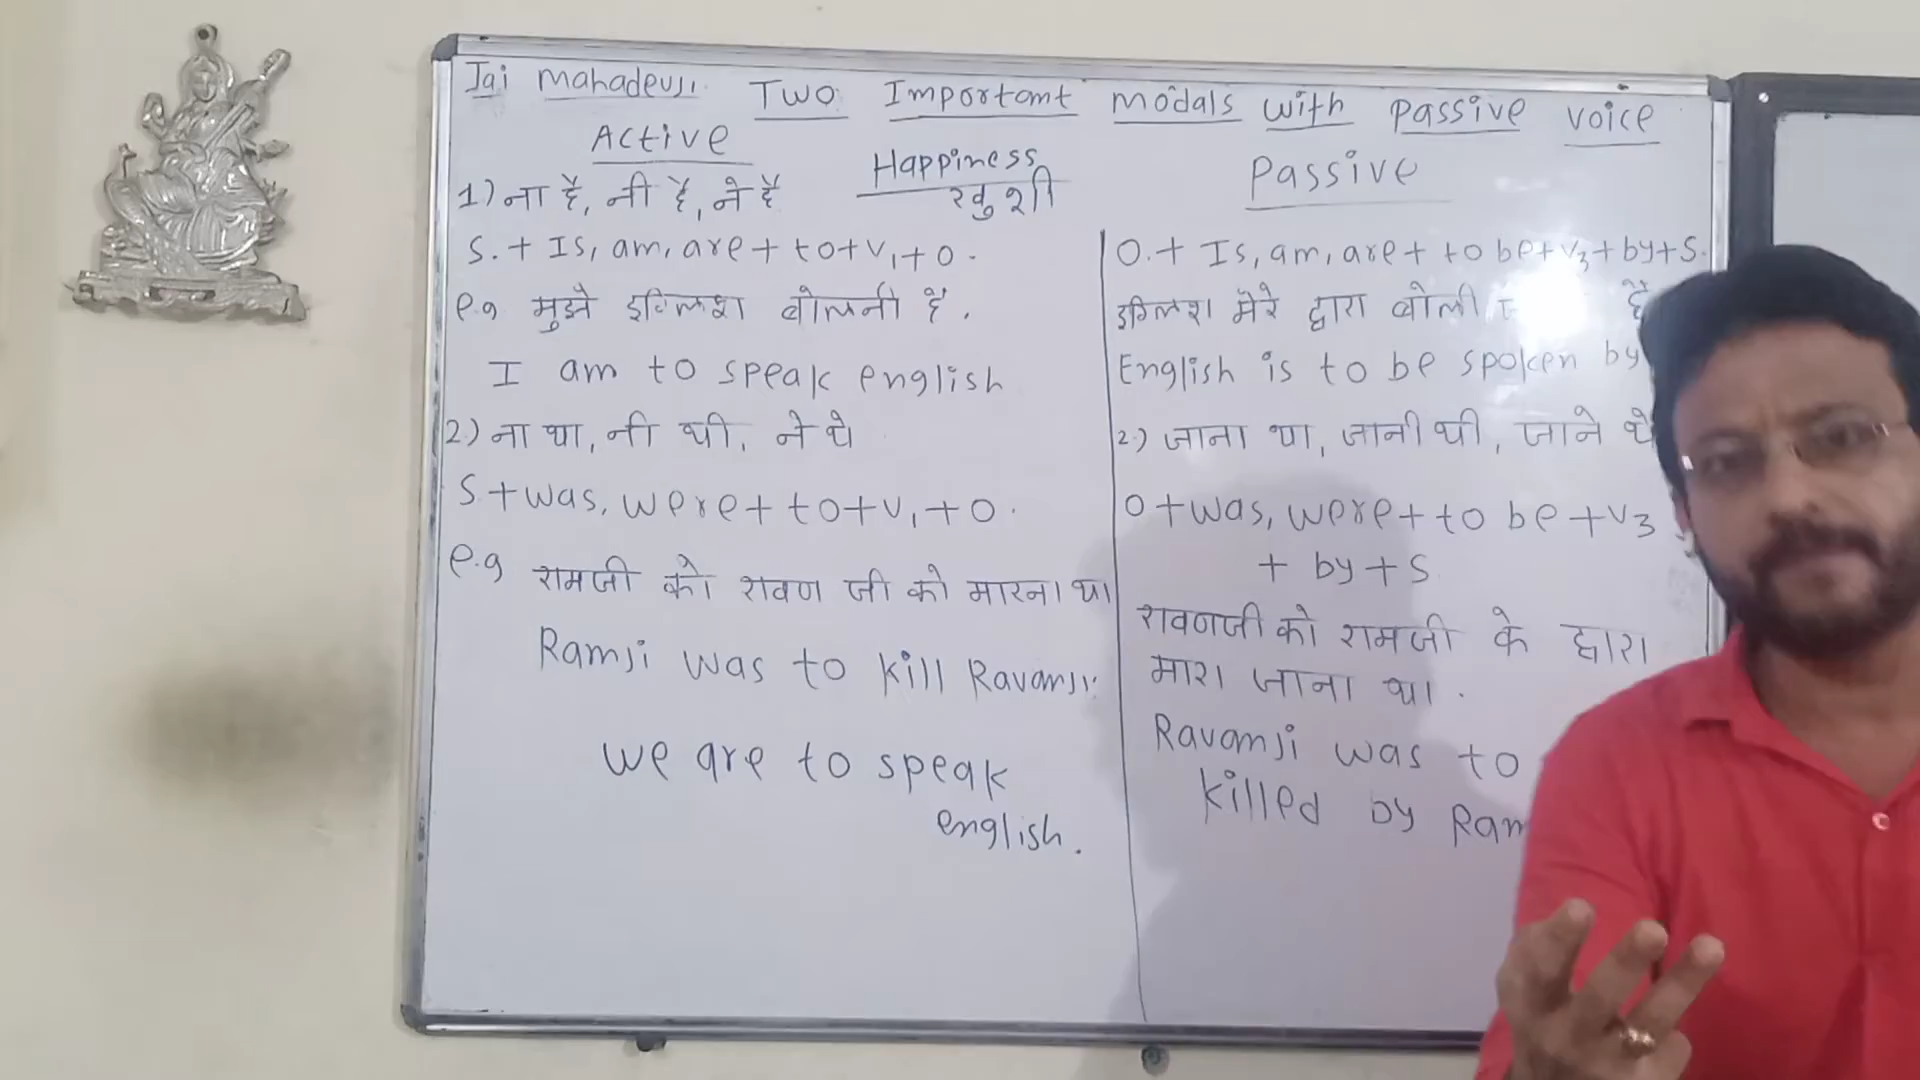 Jai Mahadevji. Two Important modals with Passive voice
Active
Happiness
खुशी
Passive
1) ना है, नी है, ने है
S. + Is, am, are + to + V1 + O.
e.g मुझे इंग्लिश बोलनी है.
I am to speak english
2) ना था, नी थी, ने थे
S + was, were + to + V1 + O.
e.g रामजी को रावण जी को मारना था।
Ramji was to kill Ravanji.
we are to speak
english.
O. + Is, am, are + to be + V3 + by + S.
इंग्लिश मेरे द्वारा बोली है
English is to be spoken by
2.) जाना था, जानी थी, जाने थे
O + was, were + to be + V3
+ by + S
रावणजी को रामजी के द्वारा
मारा जाना था.
Ravanji was to
killed by Ram